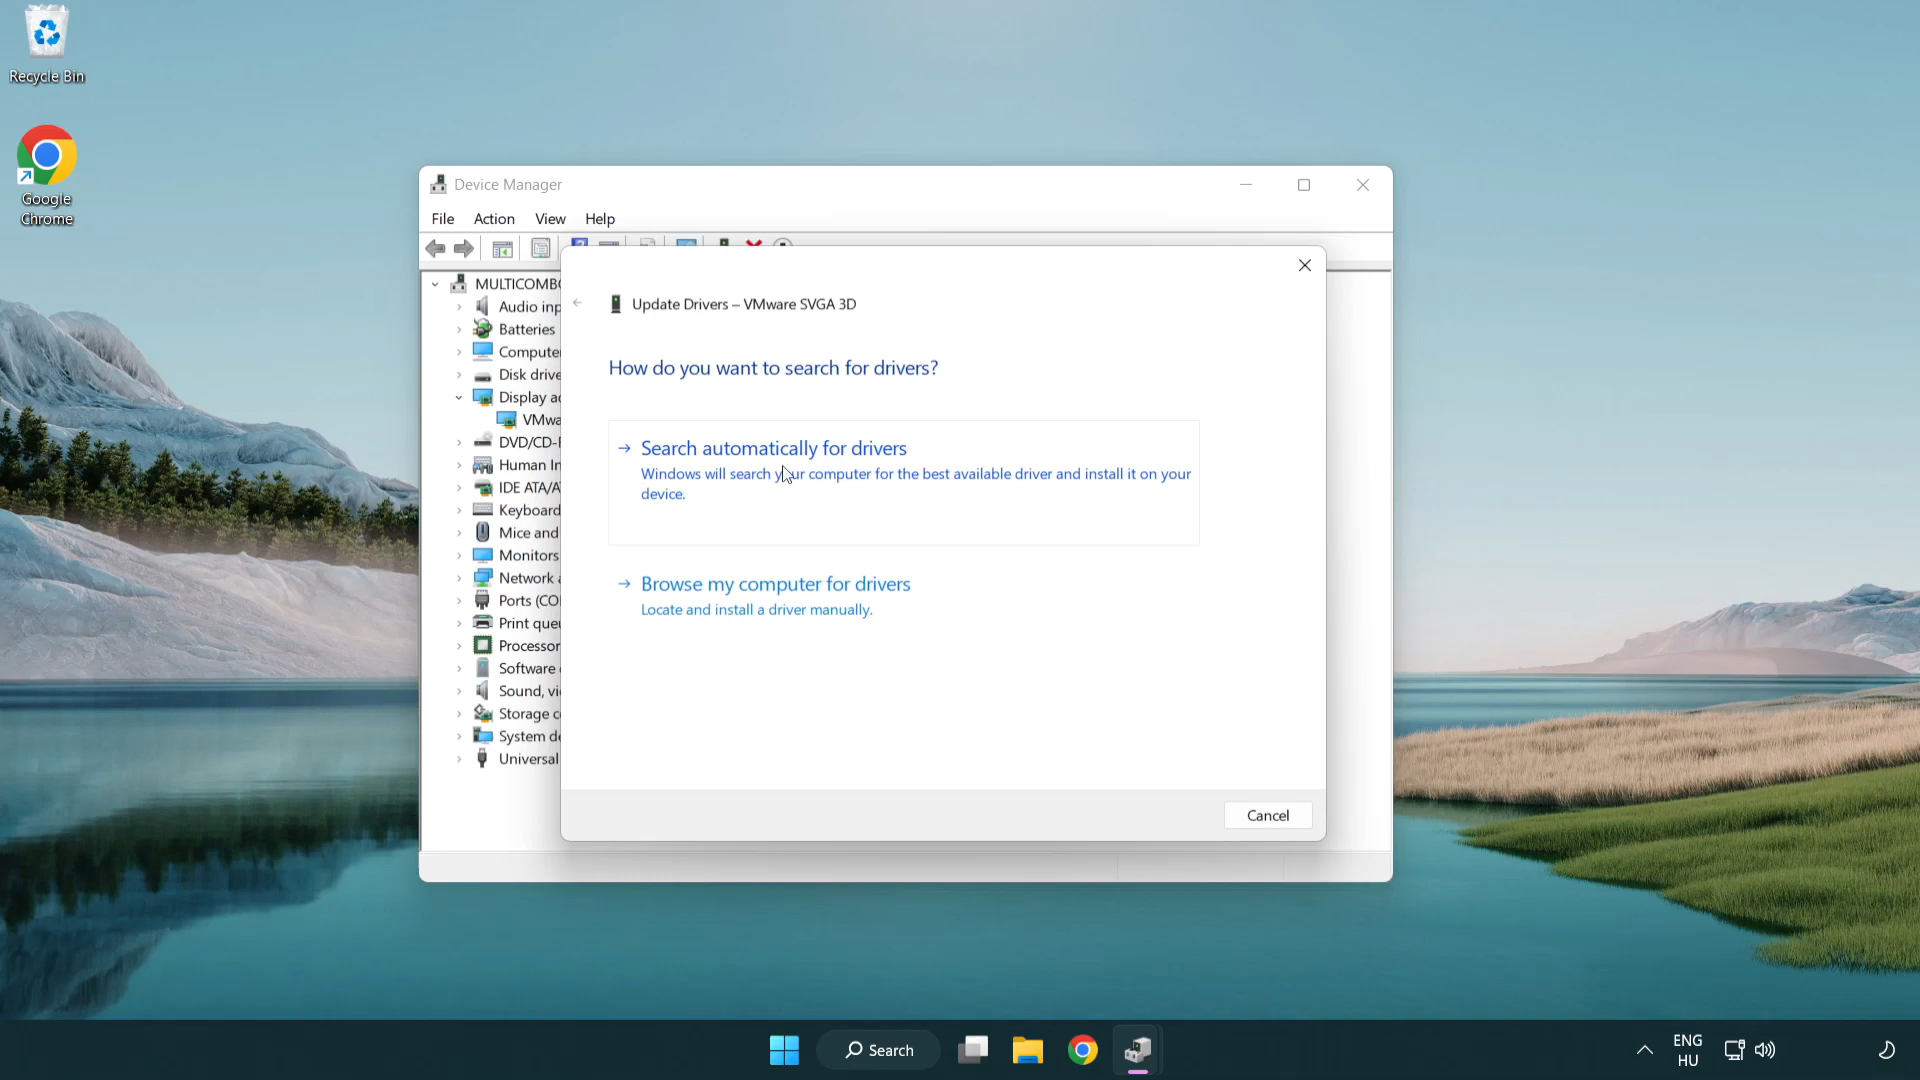 Recycle Bin
Google
Chrome
Device Manager
File Action View Help
MULTICOMBO
Audio inp
Batteries
Compute
Disk drive
Display a
VMwa
DVD/CD-
Human In
IDE ATA/A
Keyboard
Mice and
Monitors
Network a
Ports (CO
Print que
Processor
Software
Sound, vi
Storage c
System de
Universal
Update Drivers – VMware SVGA 3D
How do you want to search for drivers?
Search automatically for drivers
Windows will search your computer for the best available driver and install it on your
device.
Browse my computer for drivers
Locate and install a driver manually.
Cancel
Search
ENG
HU